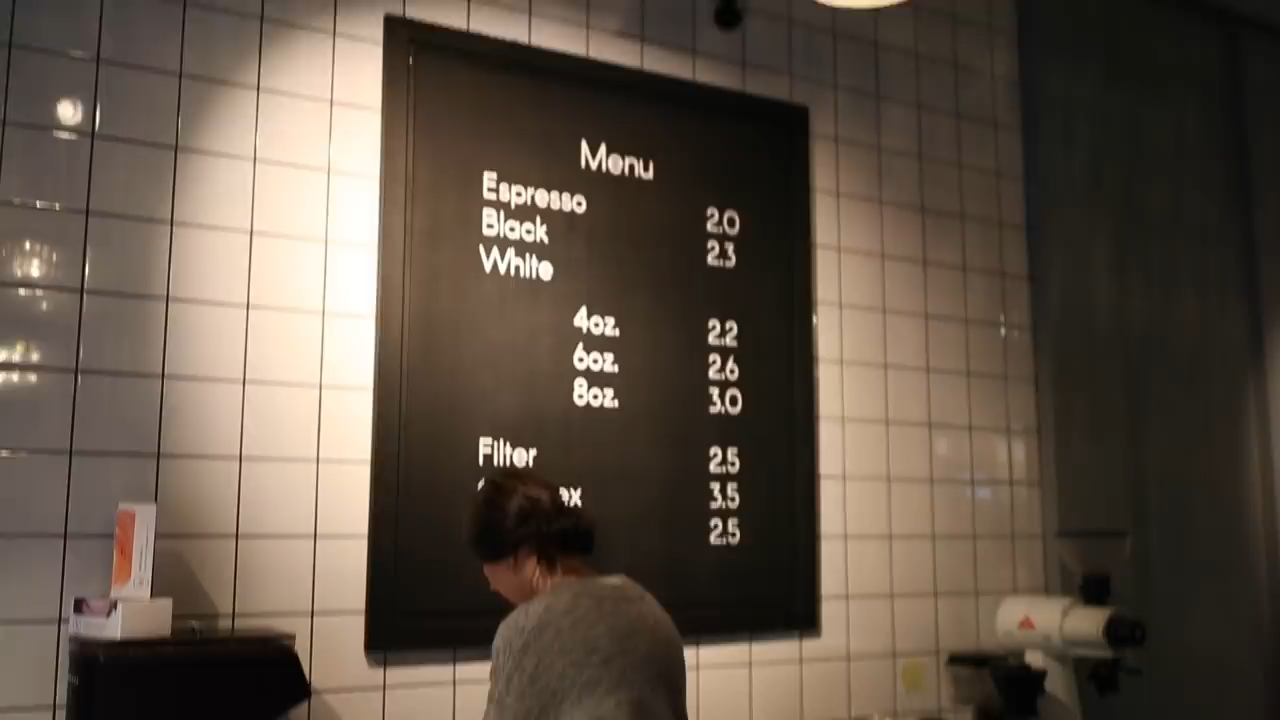 Menu
Espresso 2.0
Black 2.3
White
4oz. 2.2
6oz. 2.6
8oz. 3.0
Filter 2.5
3.5
2.5